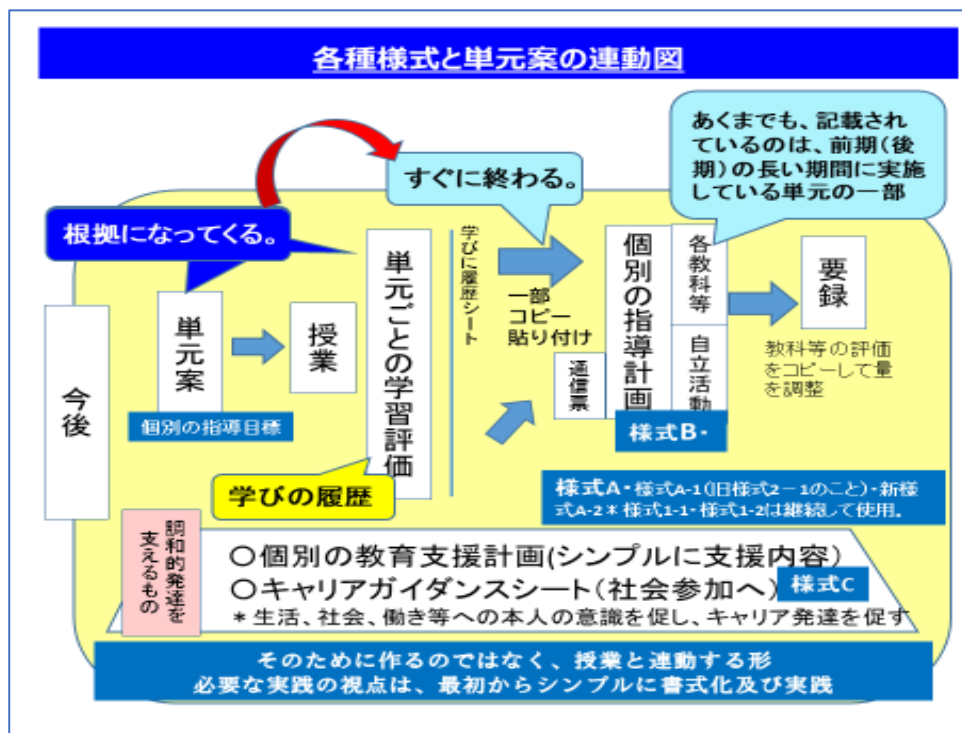 各種様式と単元案の連動図
あくまでも、記載され
ているのは、前期(後
期)の長い期間に実施
している単元の一部
すぐに終わる。
根拠になってくる。
今後
単元案
個別の指導目標
授業
単元ごとの学習評価
学びに履歴シート
学びの履歴
一部
コピー
貼り付け
通信票
個別の指導計画
各教科等
自立活動
様式B・
要録
教科等の評価
をコピーして量
を調整
様式A・様式A-1(旧様式2-1のこと)・新様
式A-2*様式1-1・様式1-2は継続して使用。
調和的発達を
支えるもの
○個別の教育支援計画(シンプルに支援内容)
○キャリアガイダンスシート(社会参加へ)
様式C
*生活、社会、働き等への本人の意識を促し、キャリア発達を促す
そのために作るのではなく、授業と連動する形
必要な実践の視点は、最初からシンプルに書式化及び実践